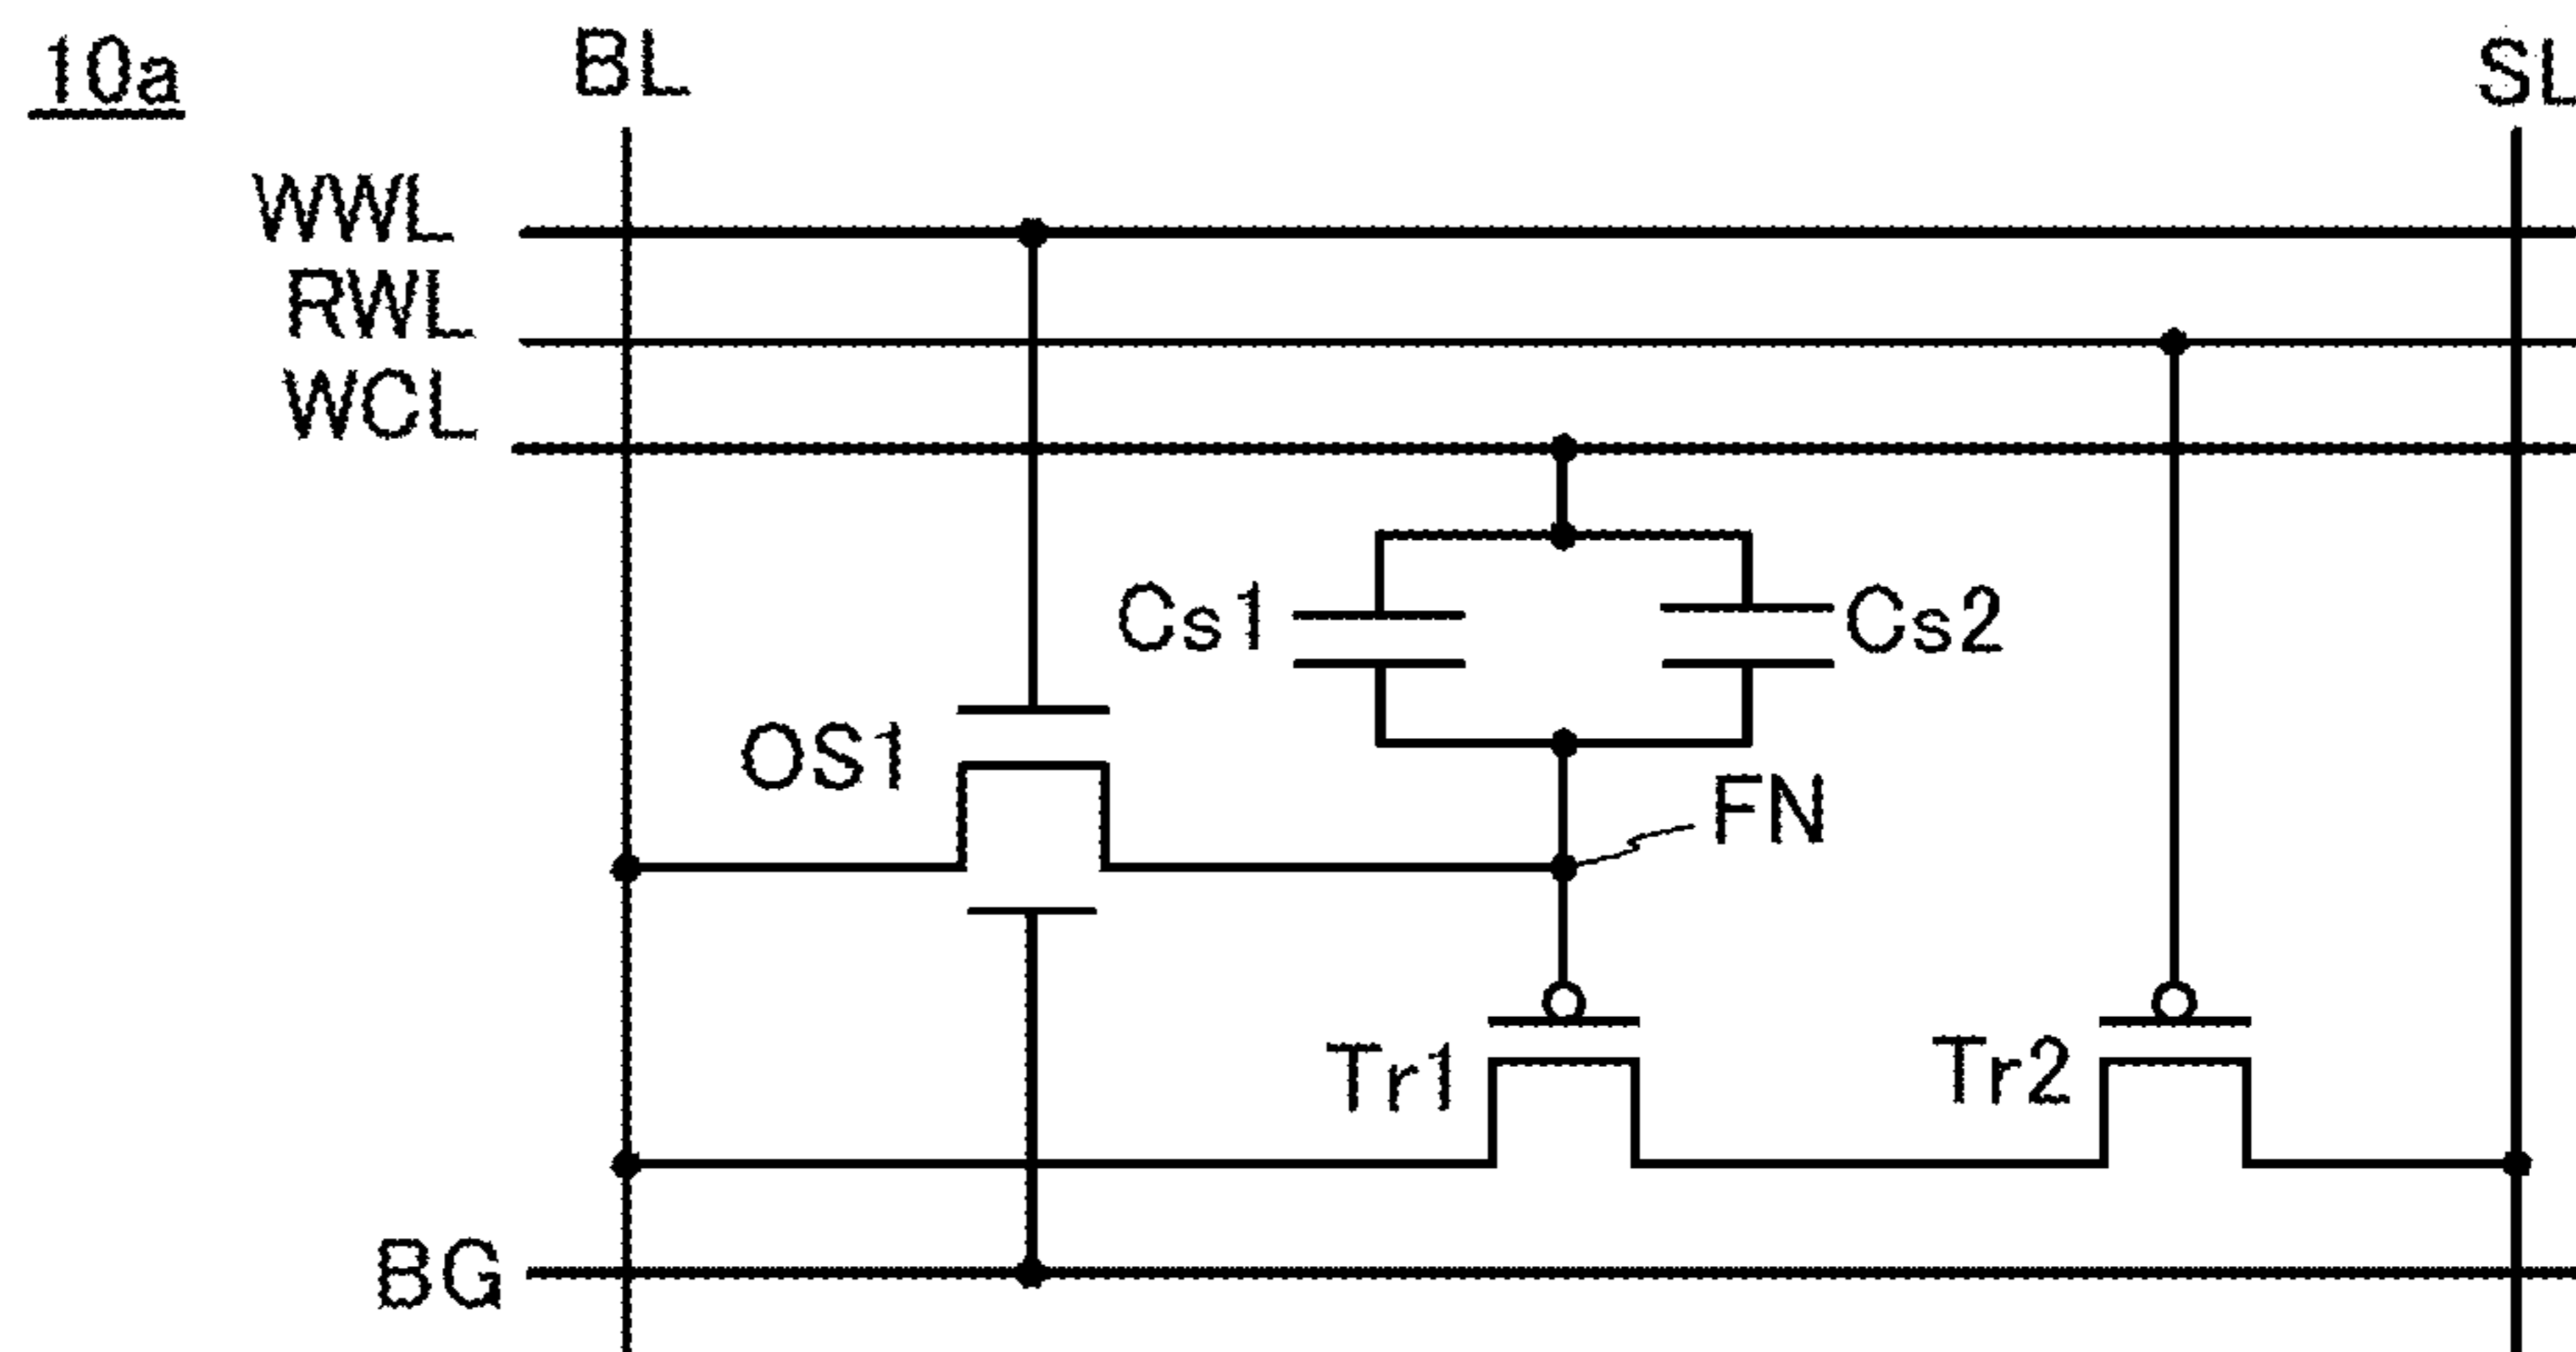 10a
BL
SL
WWL
RWL
WCL
Cs1
Cs2
OS1
FN
Tr1
Tr2
BG